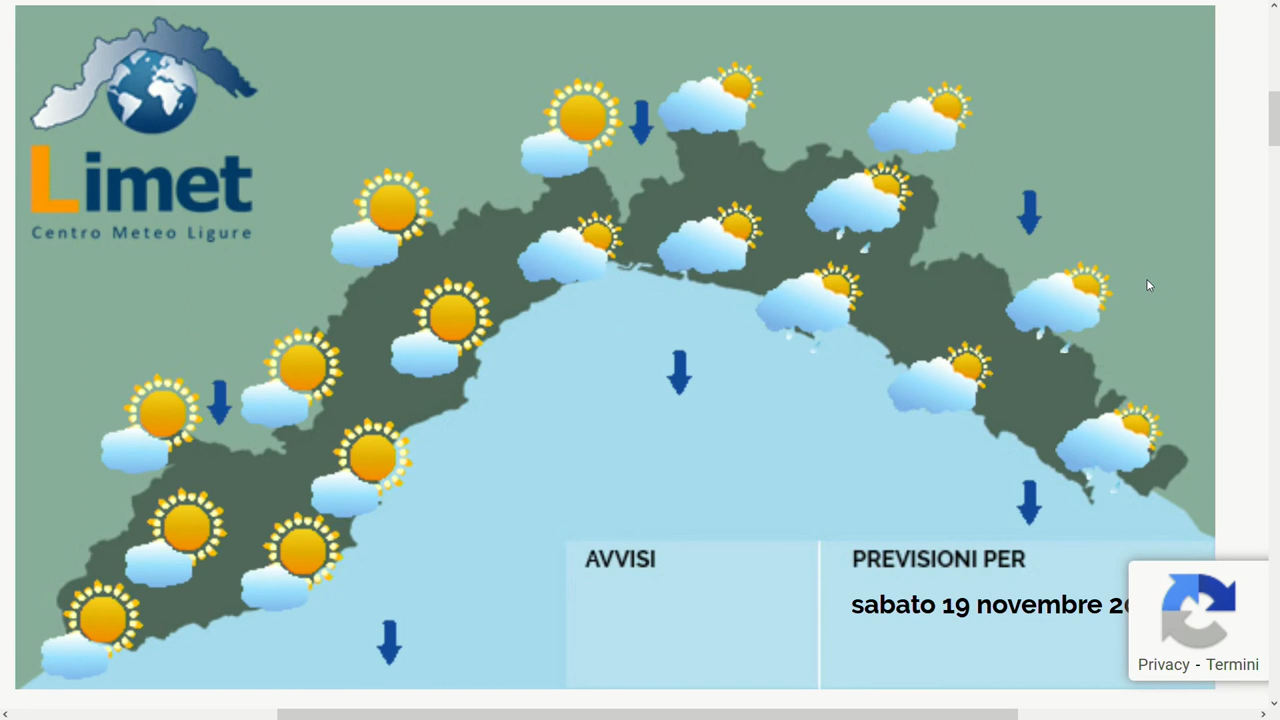 Limet
Centro Meteo Ligure
AVVISI
PREVISIONI PER
sabato 19 novembre
Privacy - Termini